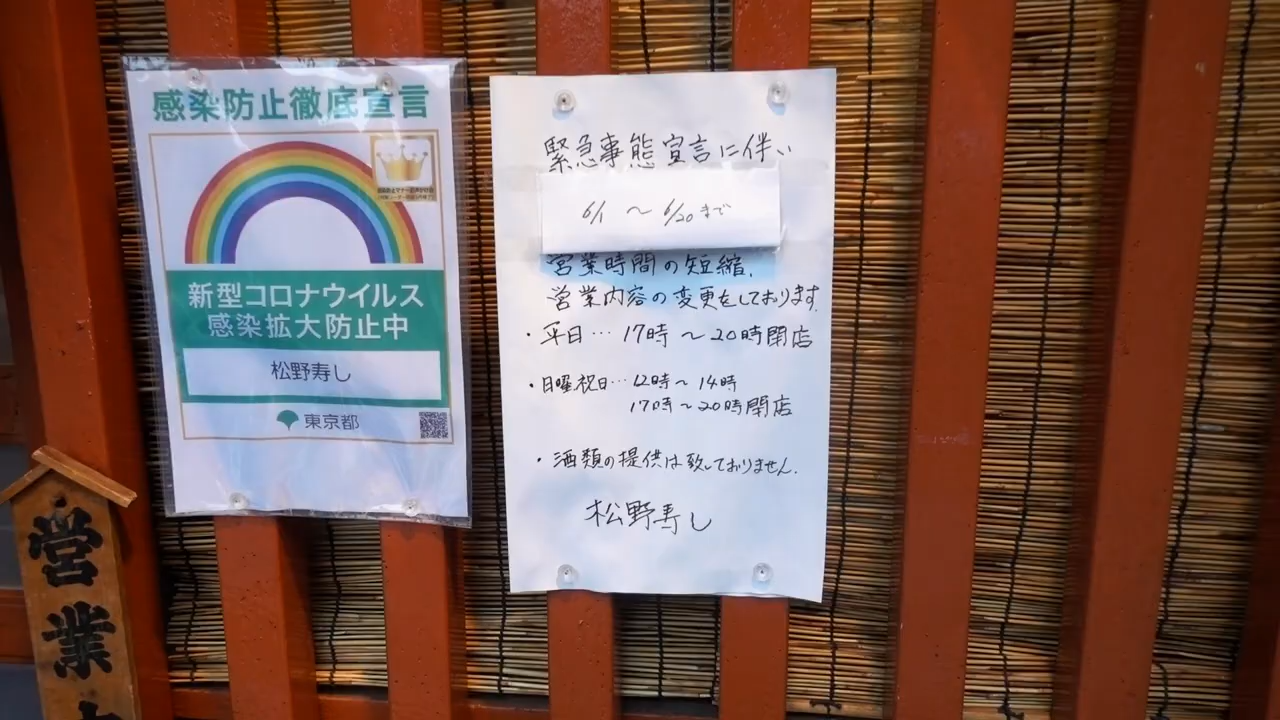 感染防止徹底宣言
新型コロナウイルス
感染拡大防止中
松野寿し
東京都
緊急事態宣言に伴い
6/1 〜 6/20 まで
営業時間の短縮、
営業内容の変更をしております。
・平日… 17時 〜 20時閉店
・日曜祝日… 12時〜 14時
17時〜20時閉店
・酒類の提供は致しておりません。
松野寿し
営業